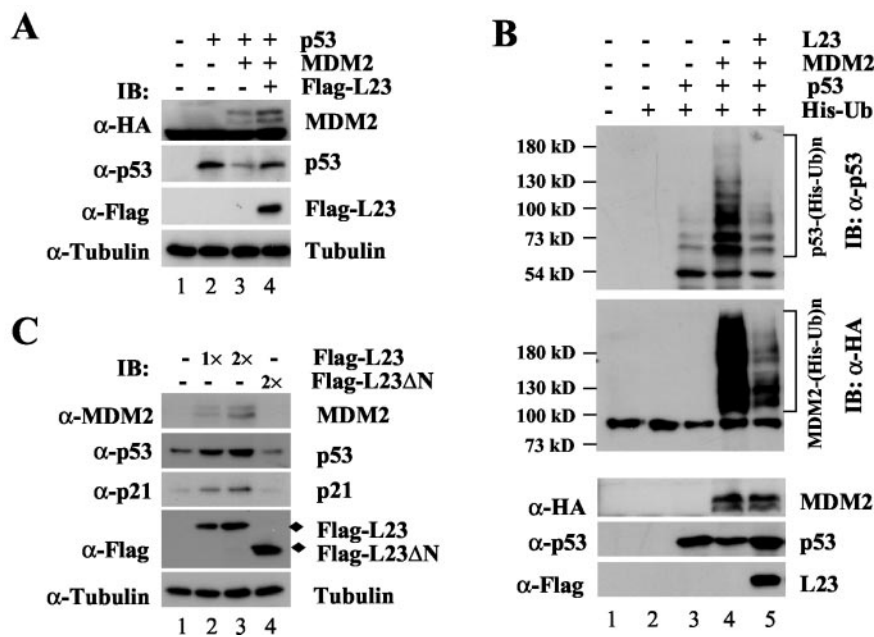 A
- + + + p53
- - + + MDM2
IB: - - - + Flag-L23
α-HA MDM2
α-p53 p53
α-Flag Flag-L23
α-Tubulin Tubulin
1 2 3 4
B
- - - - + L23
- - - + + MDM2
- - + + + p53
- + + + + His-Ub
180 kD
130 kD
100 kD
73 kD
54 kD
p53-(His-Ub)n
IB: α-p53
180 kD
130 kD
100 kD
73 kD
MDM2-(His-Ub)n
IB: α-HA
α-HA MDM2
α-p53 p53
α-Flag L23
1 2 3 4 5
C
IB: - 1× 2× - Flag-L23
- - - 2× Flag-L23ΔN
α-MDM2 MDM2
α-p53 p53
α-p21 p21
α-Flag Flag-L23
Flag-L23ΔN
α-Tubulin Tubulin
1 2 3 4